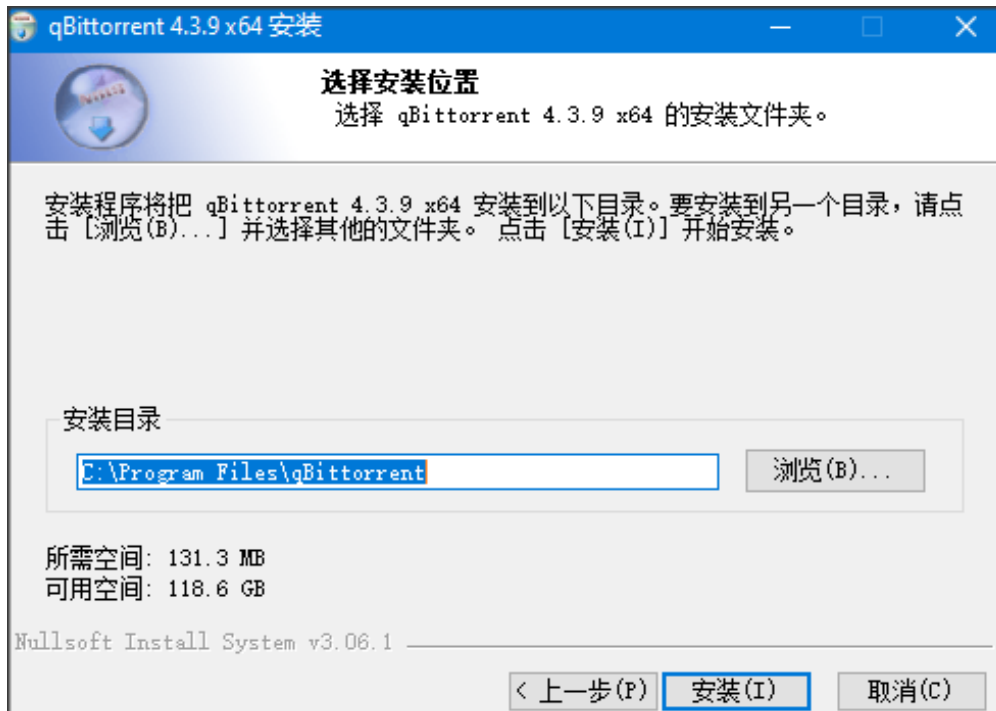 qBittorrent 4.3.9 x64 安装
选择安装位置
选择 qBittorrent 4.3.9 x64 的安装文件夹。
安装程序将把 qBittorrent 4.3.9 x64 安装到以下目录。要安装到另一个目录，请点
击 [浏览(B)...] 并选择其他的文件夹。 点击 [安装(I)] 开始安装。
安装目录
C:\Program Files\qBittorrent
浏览(B)...
所需空间: 131.3 MB
可用空间: 118.6 GB
Nullsoft Install System v3.06.1
< 上一步(P)
安装(I)
取消(C)